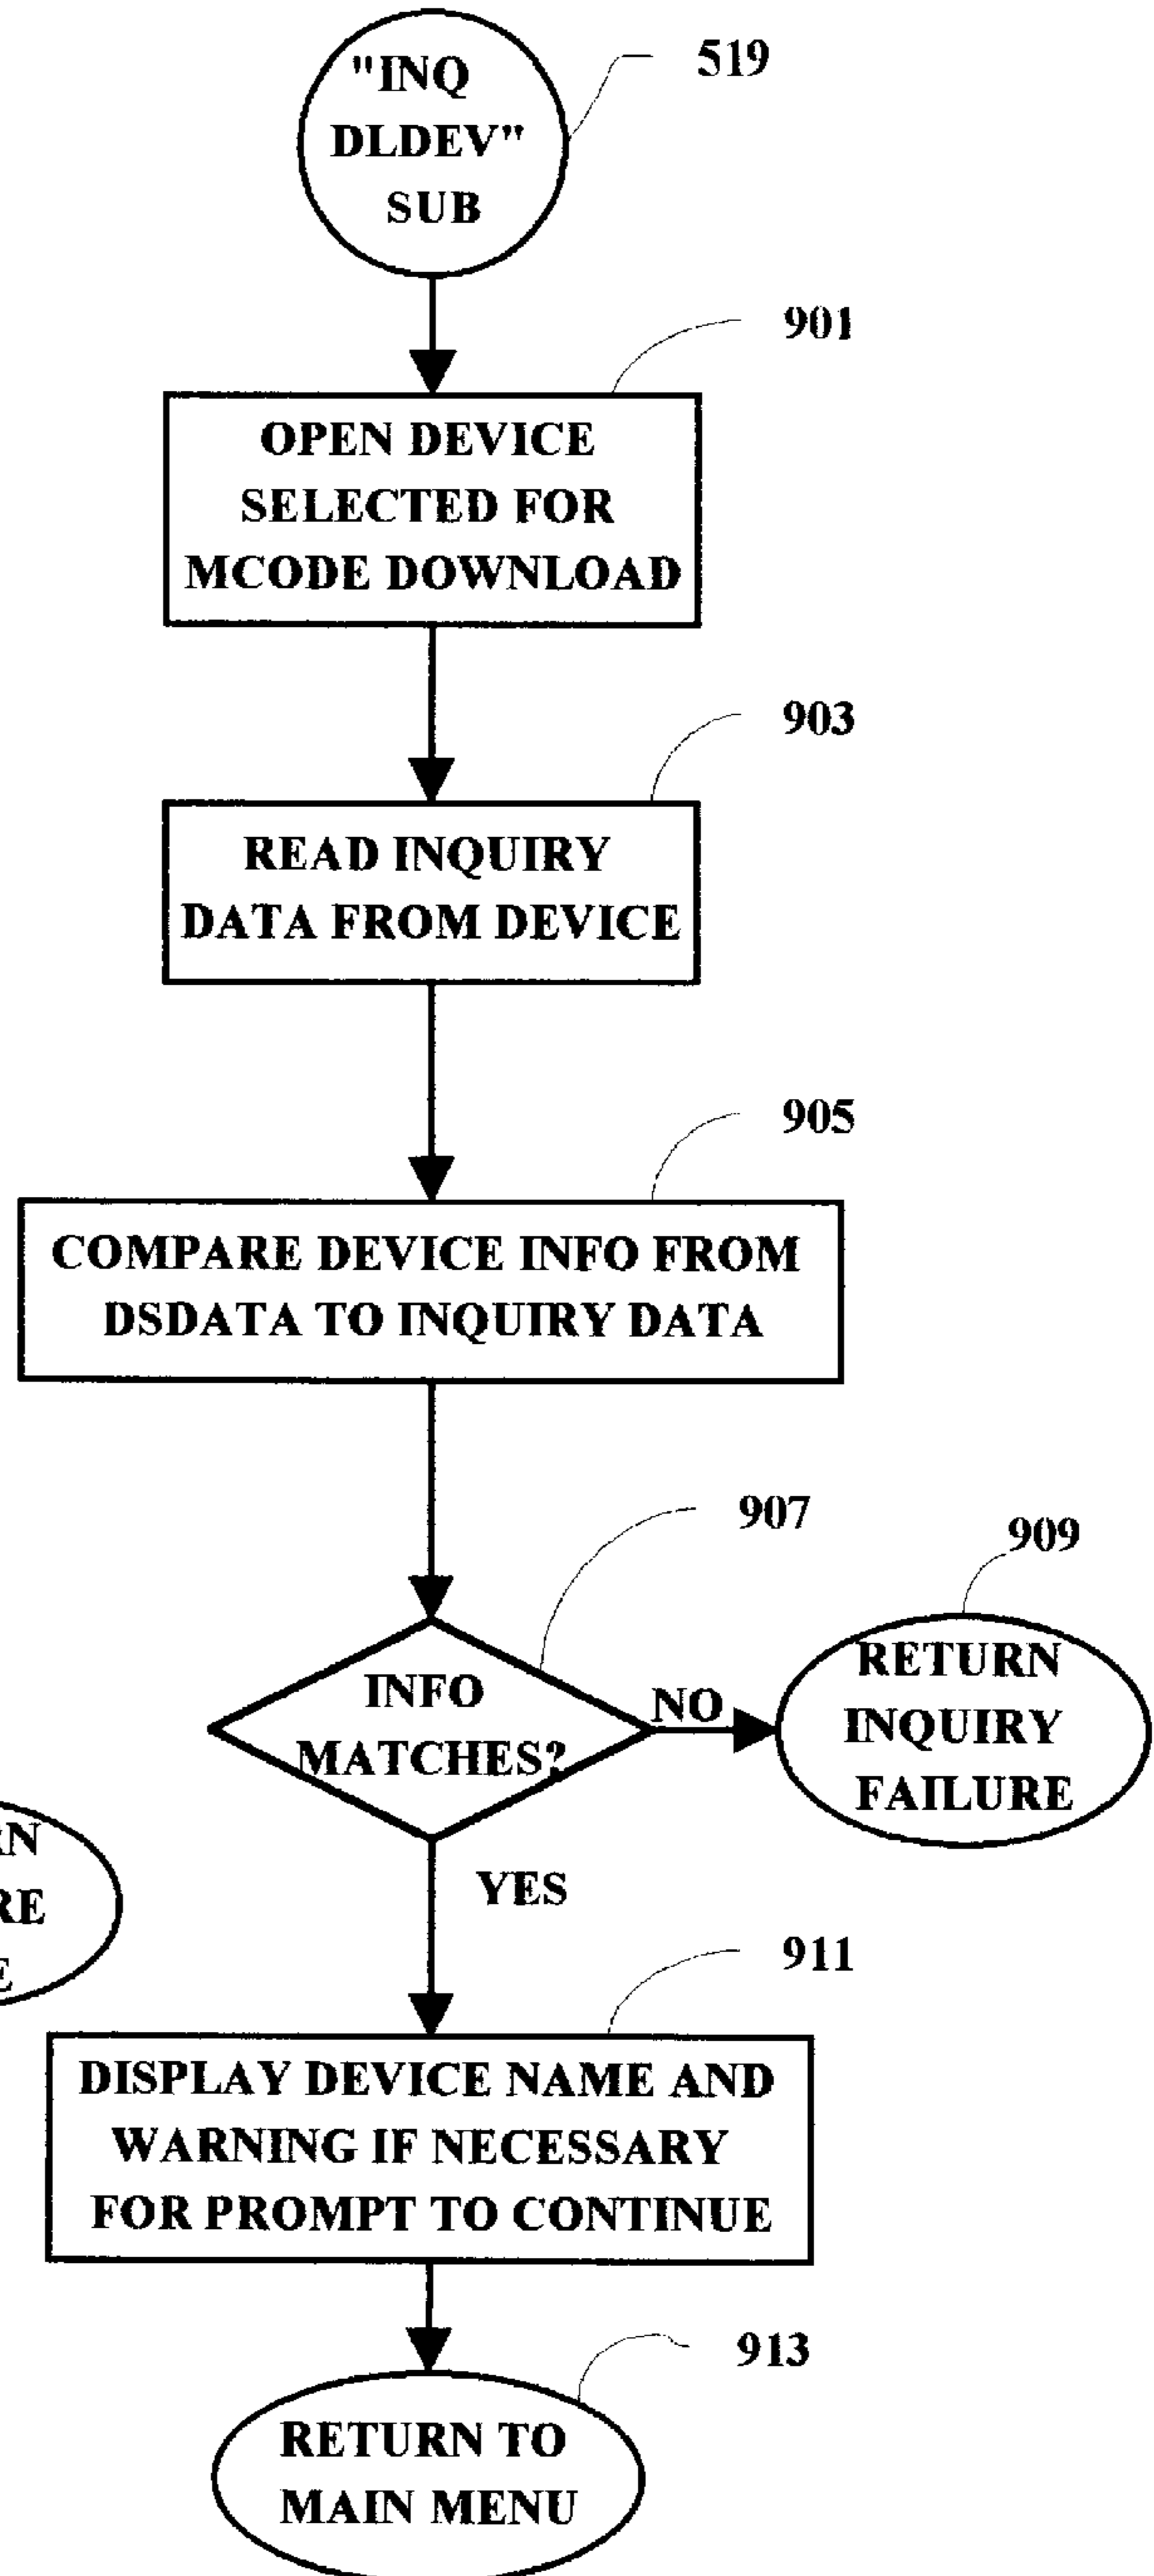 "INQ
DLDEV"
SUB
519
901
OPEN DEVICE
SELECTED FOR
MCODE DOWNLOAD
903
READ INQUIRY
DATA FROM DEVICE
905
COMPARE DEVICE INFO FROM
DSDATA TO INQUIRY DATA
907
INFO
MATCHES?
NO
909
RETURN
INQUIRY
FAILURE
YES
911
DISPLAY DEVICE NAME AND
WARNING IF NECESSARY
FOR PROMPT TO CONTINUE
913
RETURN TO
MAIN MENU